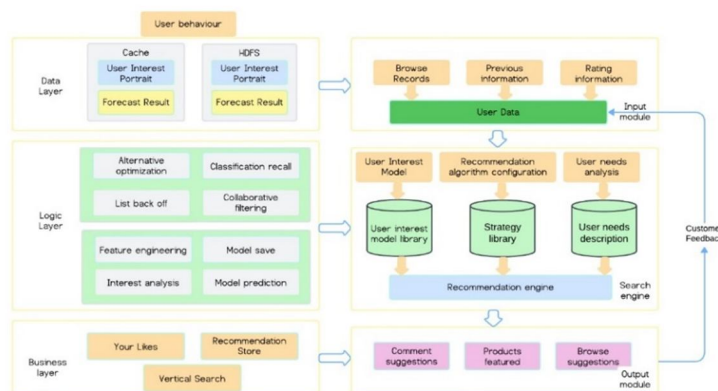 User behaviour
Cache
HDFS
User Interest
Portrait
User Interest
Portrait
Data
Layer
Forecast Result
Forecast Result
Browse
Records
Previous
information
Rating
information
User Data
Input
module
Alternative
optimization
Classification recall
List back off
Collaborative
filtering
Logic
Layer
Feature engineering
Model save
Interest analysis
Model prediction
User Interest
Model
Recommendation
algorithm configuration
User needs
analysis
User interest
model library
Strategy
library
User needs
description
Recommendation engine
Search
engine
Customer
Feedback
Business
layer
Your Likes
Recommendation
Store
Vertical Search
Comment
suggestions
Products
featured
Browse
suggestions
Output
module